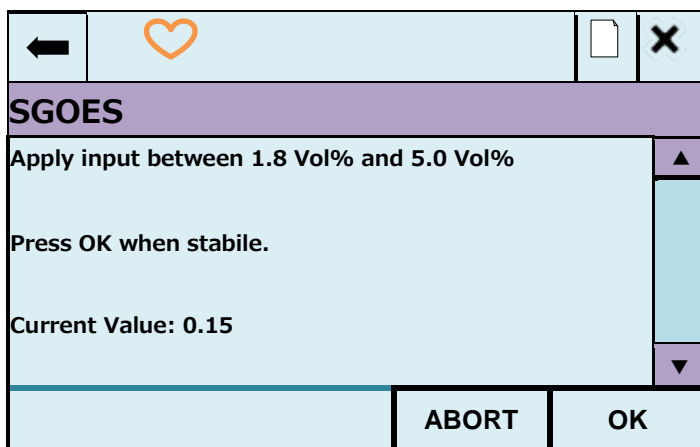 SGOES
Apply input between 1.8 Vol% and 5.0 Vol%
Press OK when stabile.
Current Value: 0.15
ABORT
OK